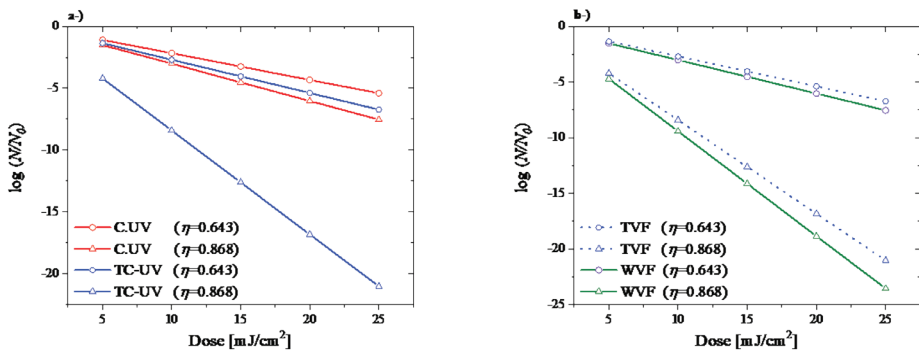 a-)
0
-5
-10
-15
-20
log (N/N0)
C.UV (η=0.643)
C.UV (η=0.868)
TC-UV (η=0.643)
TC-UV (η=0.868)
5 10 15 20 25
Dose [mJ/cm²]
b-)
0
-5
-10
-15
-20
-25
log (N/N0)
TVF (η=0.643)
TVF (η=0.868)
WVF (η=0.643)
WVF (η=0.868)
5 10 15 20 25
Dose [mJ/cm²]